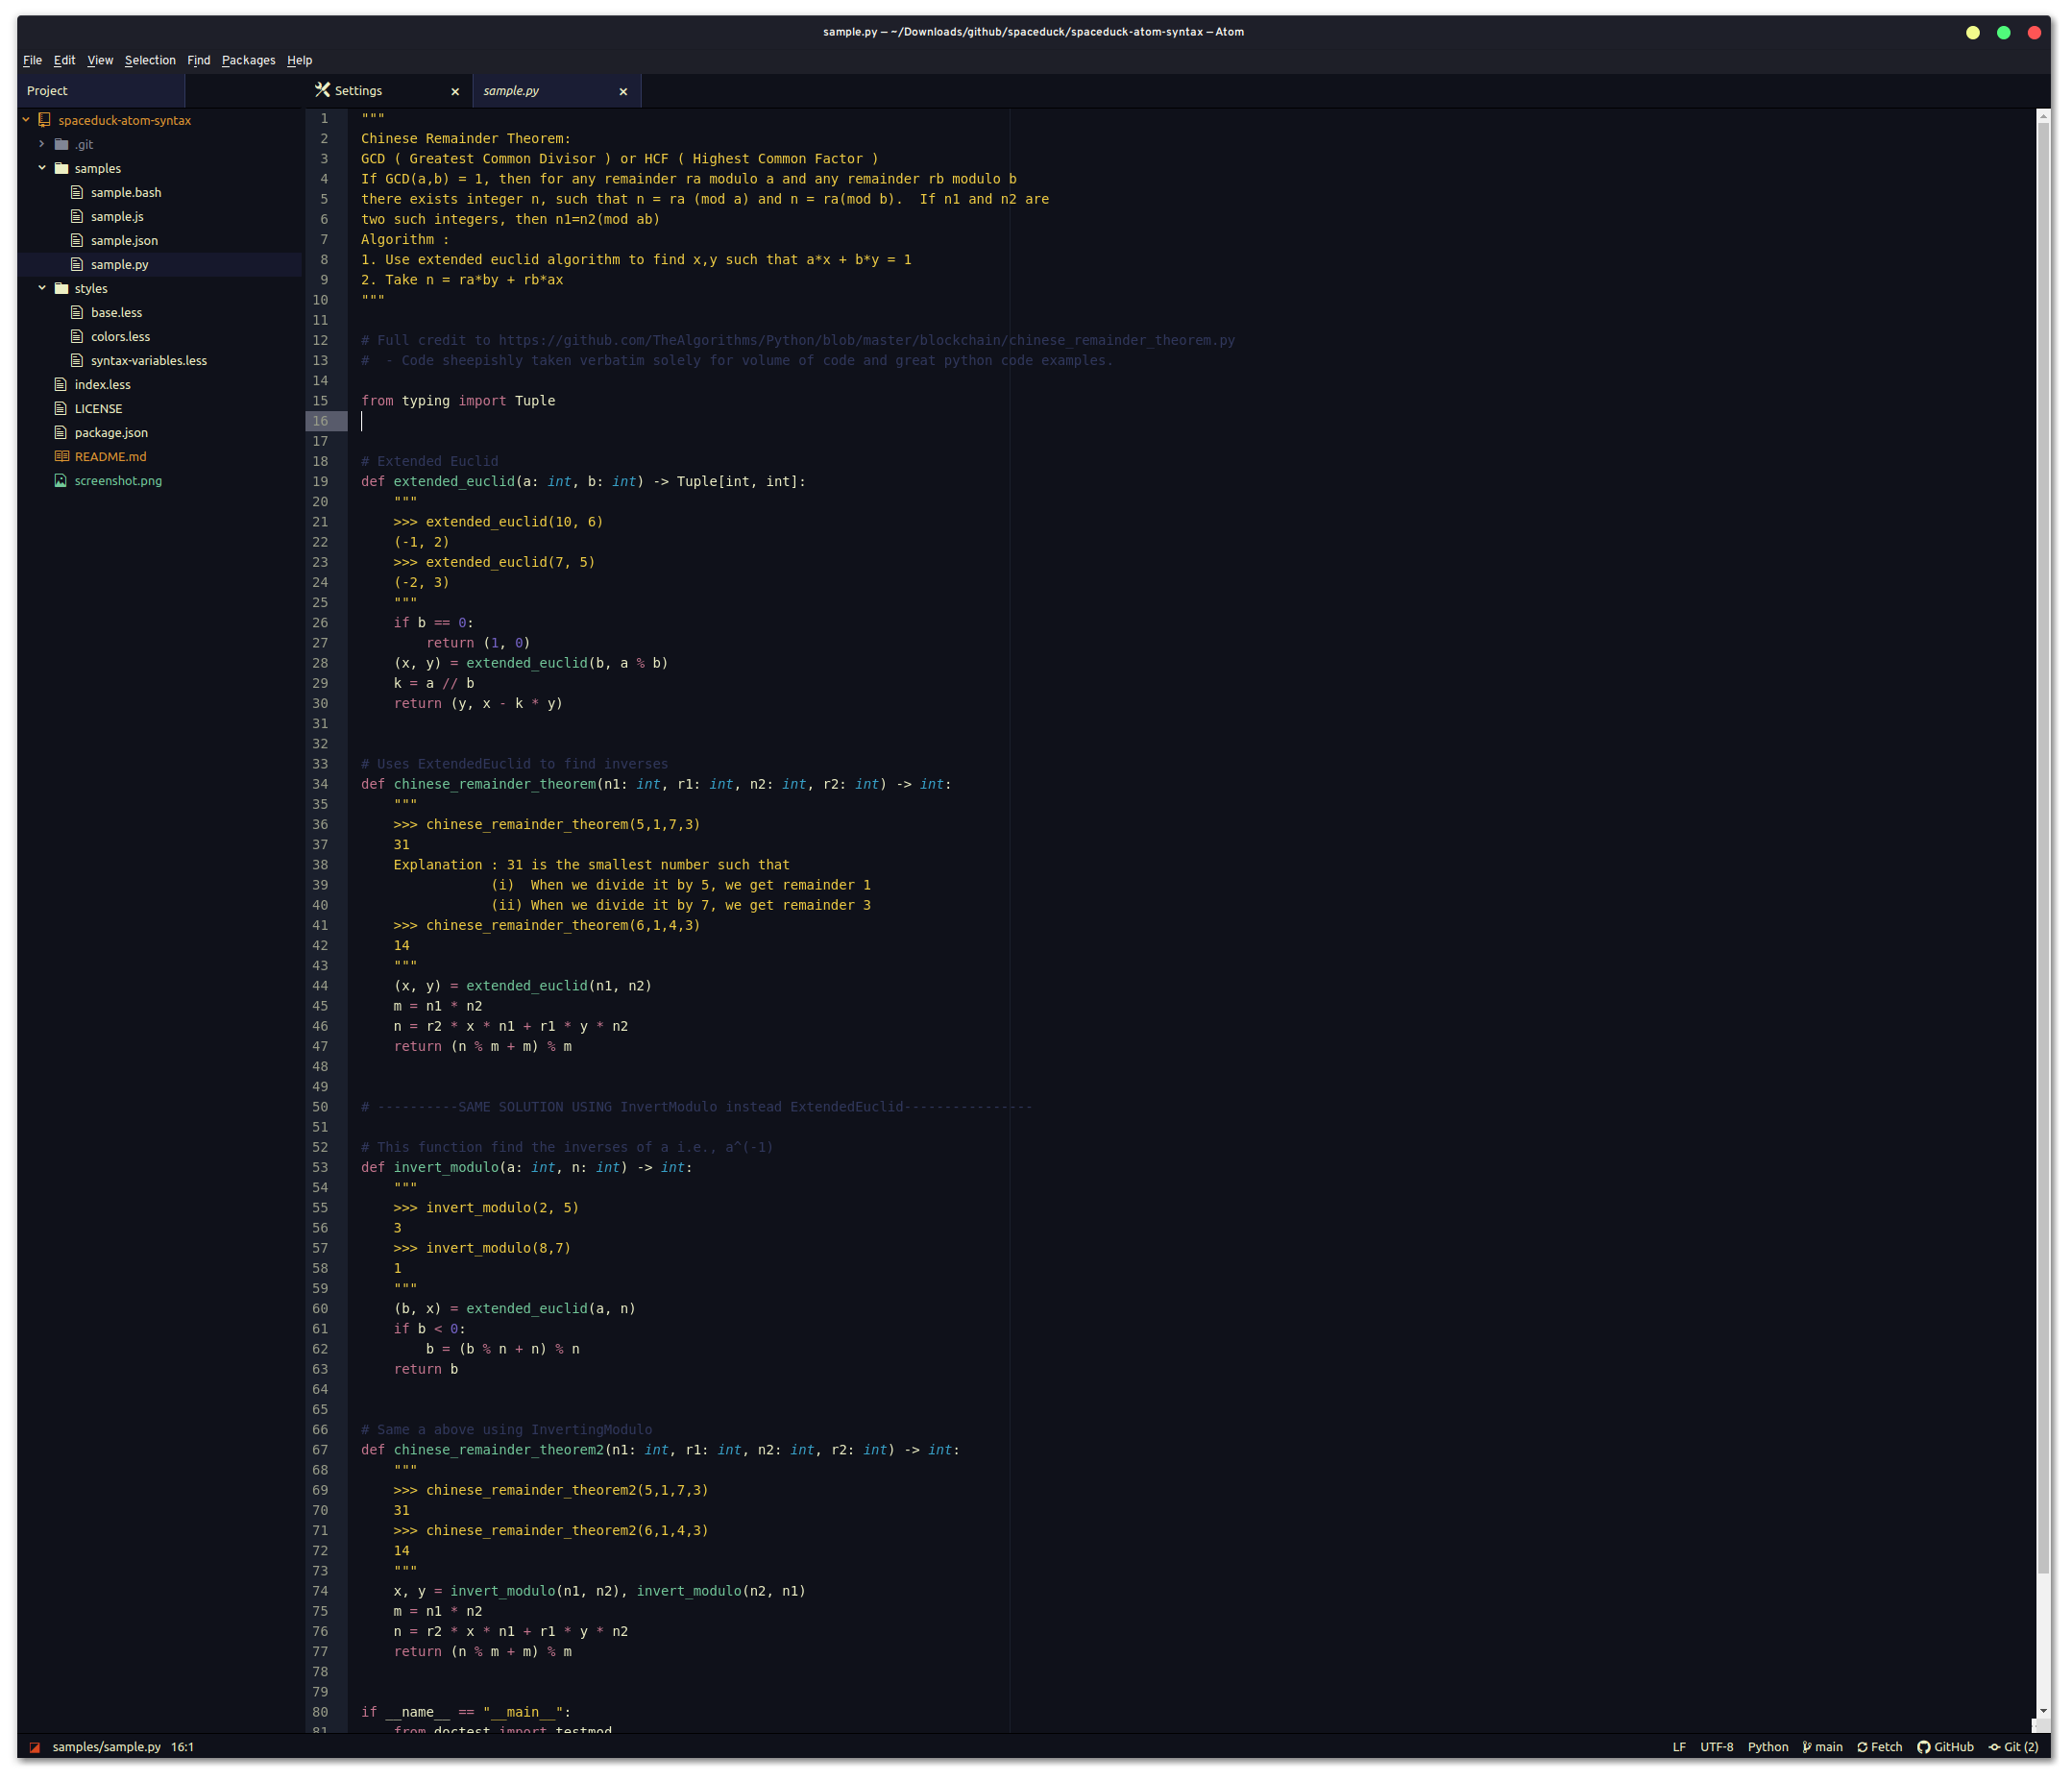 sample.py — ~/Downloads/github/spaceduck/spaceduck-atom-syntax — Atom
File Edit View Selection Find Packages Help
Project
Settings
sample.py
spaceduck-atom-syntax
.git
samples
sample.bash
sample.js
sample.json
sample.py
styles
base.less
colors.less
syntax-variables.less
index.less
LICENSE
package.json
README.md
screenshot.png
1 """
2 Chinese Remainder Theorem:
3 GCD ( Greatest Common Divisor ) or HCF ( Highest Common Factor )
4 If GCD(a,b) = 1, then for any remainder ra modulo a and any remainder rb modulo b
5 there exists integer n, such that n = ra (mod a) and n = ra(mod b).  If n1 and n2 are
6 two such integers, then n1=n2(mod ab)
7 Algorithm :
8 1. Use extended euclid algorithm to find x,y such that a*x + b*y = 1
9 2. Take n = ra*by + rb*ax
10 """
11
12 # Full credit to https://github.com/TheAlgorithms/Python/blob/master/blockchain/chinese_remainder_theorem.py
13 #  - Code sheepishly taken verbatim solely for volume of code and great python code examples.
14
15 from typing import Tuple
16
17
18 # Extended Euclid
19 def extended_euclid(a: int, b: int) -> Tuple[int, int]:
20     """
21     >>> extended_euclid(10, 6)
22     (-1, 2)
23     >>> extended_euclid(7, 5)
24     (-2, 3)
25     """
26     if b == 0:
27         return (1, 0)
28     (x, y) = extended_euclid(b, a % b)
29     k = a // b
30     return (y, x - k * y)
31
32
33 # Uses ExtendedEuclid to find inverses
34 def chinese_remainder_theorem(n1: int, r1: int, n2: int, r2: int) -> int:
35     """
36     >>> chinese_remainder_theorem(5,1,7,3)
37     31
38     Explanation : 31 is the smallest number such that
39                 (i)  When we divide it by 5, we get remainder 1
40                 (ii) When we divide it by 7, we get remainder 3
41     >>> chinese_remainder_theorem(6,1,4,3)
42     14
43     """
44     (x, y) = extended_euclid(n1, n2)
45     m = n1 * n2
46     n = r2 * x * n1 + r1 * y * n2
47     return (n % m + m) % m
48
49
50 # ----------SAME SOLUTION USING InvertModulo instead ExtendedEuclid----------------
51
52 # This function find the inverses of a i.e., a^(-1)
53 def invert_modulo(a: int, n: int) -> int:
54     """
55     >>> invert_modulo(2, 5)
56     3
57     >>> invert_modulo(8,7)
58     1
59     """
60     (b, x) = extended_euclid(a, n)
61     if b < 0:
62         b = (b % n + n) % n
63     return b
64
65
66 # Same a above using InvertingModulo
67 def chinese_remainder_theorem2(n1: int, r1: int, n2: int, r2: int) -> int:
68     """
69     >>> chinese_remainder_theorem2(5,1,7,3)
70     31
71     >>> chinese_remainder_theorem2(6,1,4,3)
72     14
73     """
74     x, y = invert_modulo(n1, n2), invert_modulo(n2, n1)
75     m = n1 * n2
76     n = r2 * x * n1 + r1 * y * n2
77     return (n % m + m) % m
78
79
80 if __name__ == "__main__":
81     from doctest import testmod
samples/sample.py 16:1 LF UTF-8 Python main Fetch GitHub Git (2)